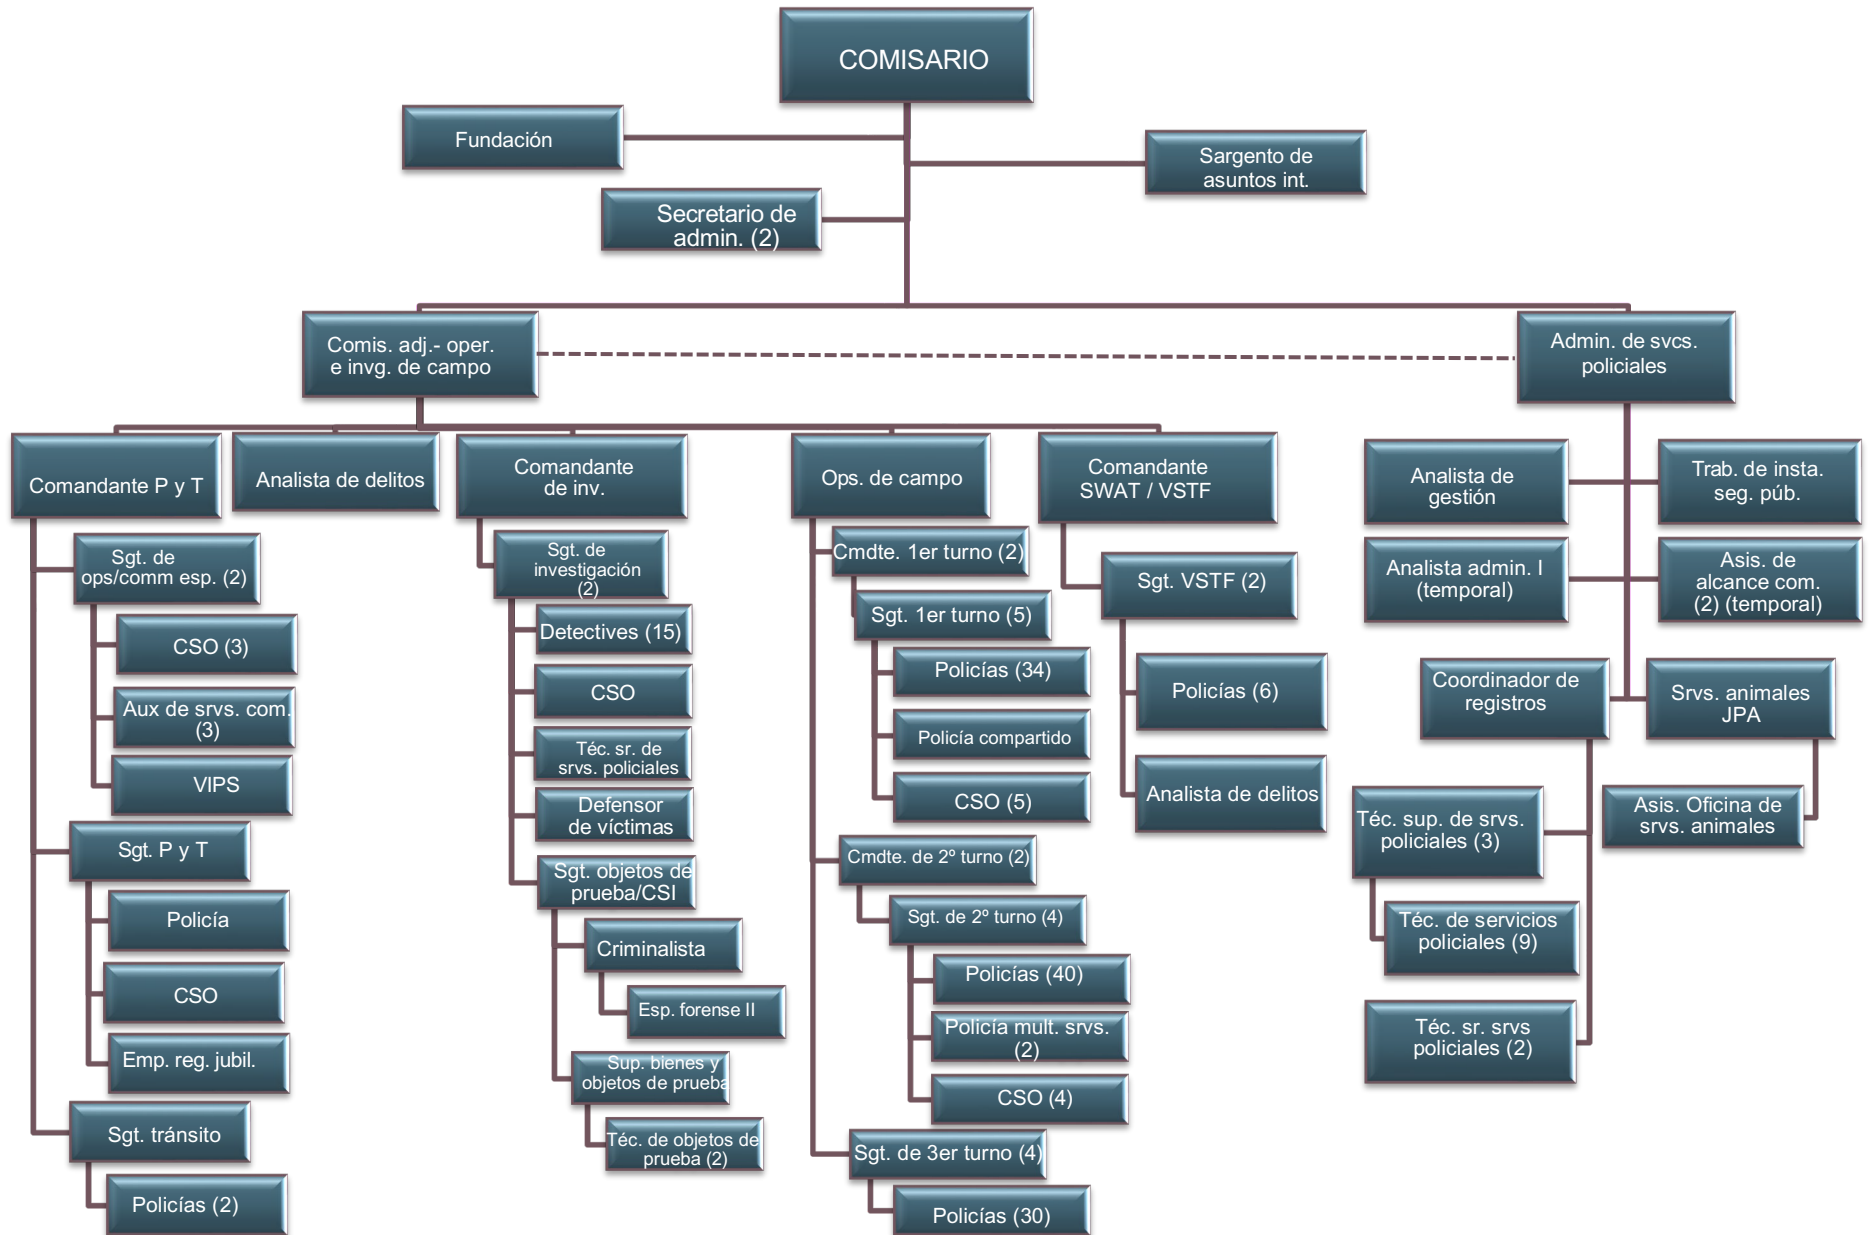 COMISARIO
Fundación
Sargento de
asuntos int.
Secretario de
admin. (2)
Comis. adj.- oper.
e invg. de campo
Admin. de svcs.
policiales
Comandante P y T
Analista de delitos
Comandante
de inv.
Ops. de campo
Comandante
SWAT / VSTF
Sgt. de
ops/comm esp. (2)
CSO (3)
Aux de srvs. com.
(3)
VIPS
Sgt. P y T
Policía
CSO
Emp. reg. jubil.
Sgt. tránsito
Policías (2)
Sgt. de
investigación
(2)
Detectives (15)
CSO
Téc. sr. de
srvs. policiales
Defensor
de víctimas
Sgt. objetos de
prueba/CSI
Criminalista
Esp. forense II
Sup. bienes y
objetos de prueba
Téc. de objetos de
prueba (2)
Cmdte. 1er turno (2)
Sgt. 1er turno (5)
Policías (34)
Policía compartido
CSO (5)
Cmdte. de 2º turno (2)
Sgt. de 2º turno (4)
Policías (40)
Policía mult. srvs.
(2)
CSO (4)
Sgt. de 3er turno (4)
Policías (30)
Sgt. VSTF (2)
Policías (6)
Analista de delitos
Analista de
gestión
Trab. de insta.
seg. púb.
Analista admin. I
(temporal)
Asis. de
alcance com.
(2) (temporal)
Coordinador de
registros
Srvs. animales
JPA
Téc. sup. de srvs.
policiales (3)
Asis. Oficina de
srvs. animales
Téc. de servicios
policiales (9)
Téc. sr. srvs
policiales (2)